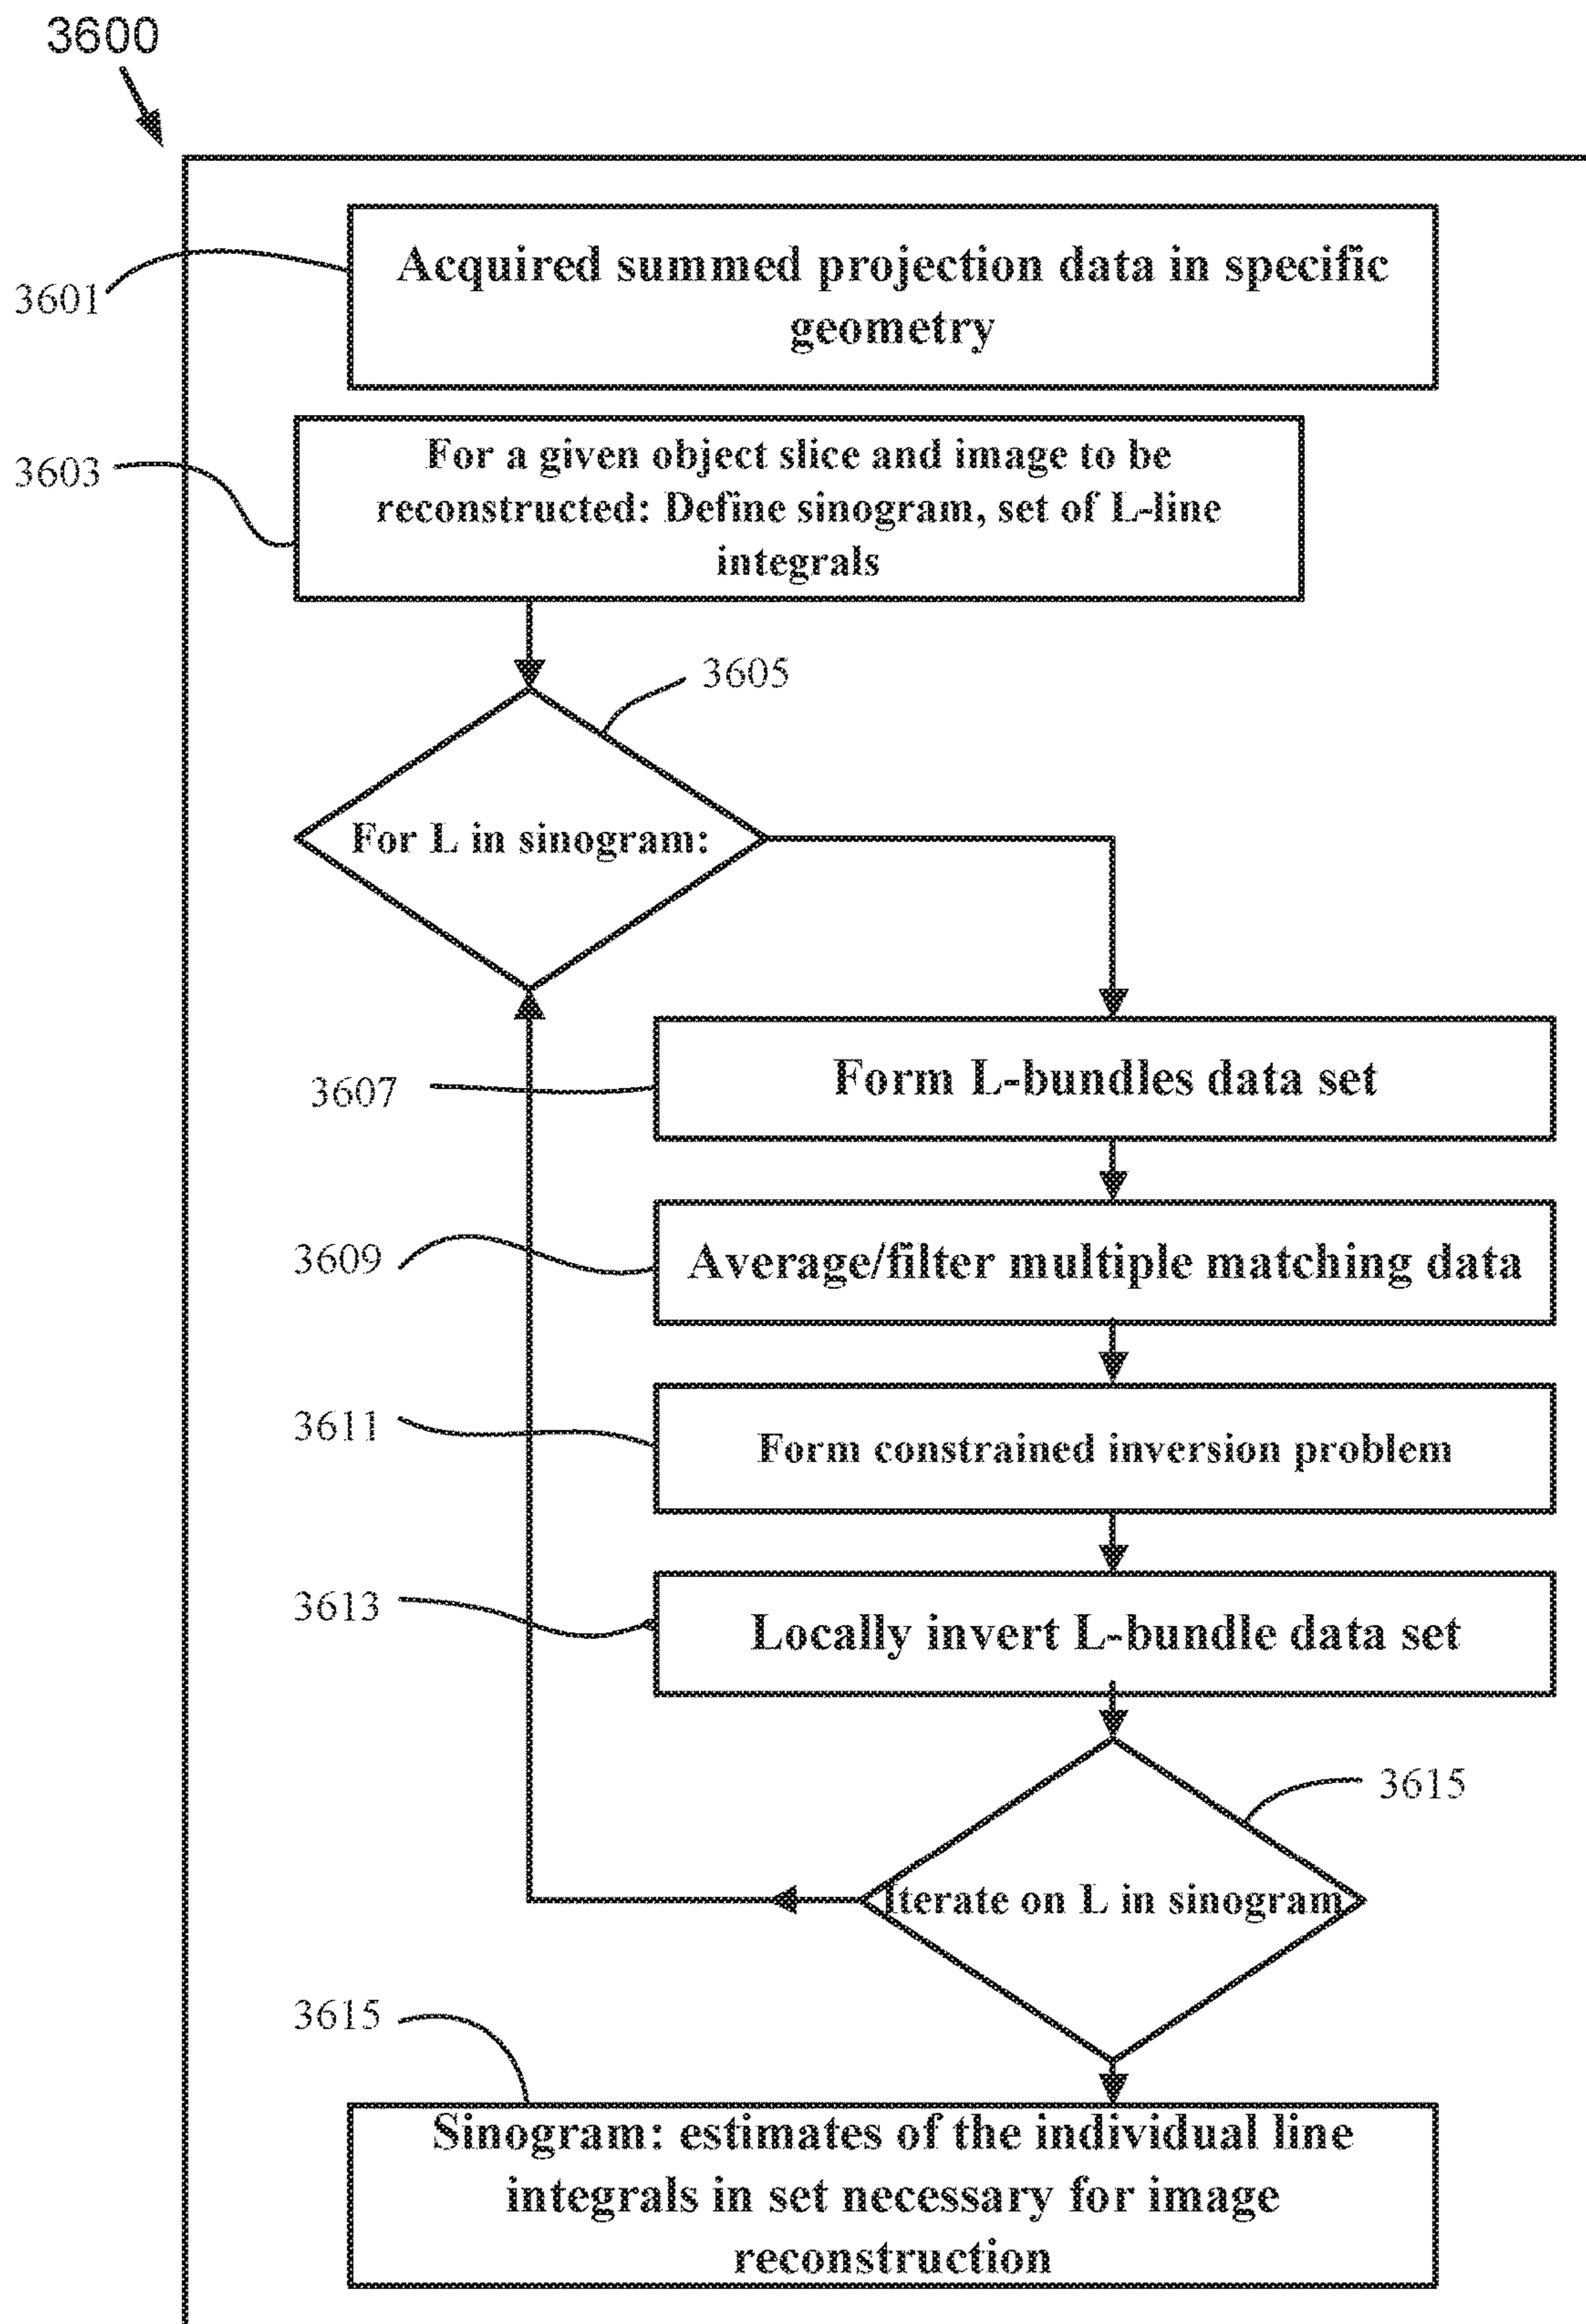 3600
3601
Acquired summed projection data in specific
geometry
3603
For a given object slice and image to be
reconstructed: Define sinogram, set of L-line
integrals
3605
For L in sinogram:
3607
Form L-bundles data set
3609
Average/filter multiple matching data
3611
Form constrained inversion problem
3613
Locally invert L-bundle data set
3615
Iterate on L in sinogram
3615
Sinogram: estimates of the individual line
integrals in set necessary for image
reconstruction